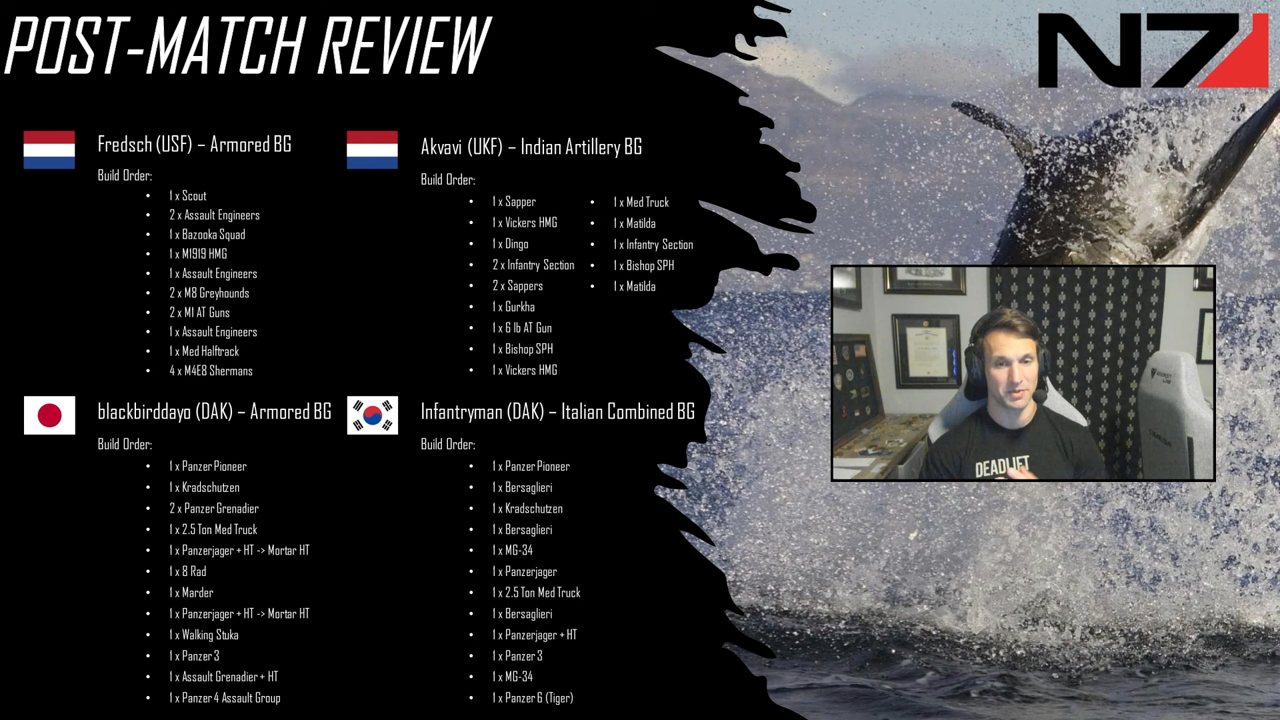 POST-MATCH REVIEW
N7
Fredsch (USF) – Armored BG
Build Order:
• 1 x Scout
• 2 x Assault Engineers
• 1 x Bazooka Squad
• 1 x M1919 HMG
• 1 x Assault Engineers
• 2 x M8 Greyhounds
• 2 x M1 AT Guns
• 1 x Assault Engineers
• 1 x Med Halftrack
• 4 x M4E8 Shermans
Akvavi (UKF) – Indian Artillery BG
Build Order:
• 1 x Sapper
• 1 x Vickers HMG
• 1 x Dingo
• 2 x Infantry Section
• 2 x Sappers
• 1 x Gurkha
• 1 x 6 lb AT Gun
• 1 x Bishop SPH
• 1 x Vickers HMG
• 1 x Med Truck
• 1 x Matilda
• 1 x Infantry Section
• 1 x Bishop SPH
• 1 x Matilda
blackbirddayo (DAK) – Armored BG
Build Order:
• 1 x Panzer Pioneer
• 1 x Kradschutzen
• 2 x Panzer Grenadier
• 1 x 2.5 Ton Med Truck
• 1 x Panzerjager + HT -> Mortar HT
• 1 x 8 Rad
• 1 x Marder
• 1 x Panzerjager + HT -> Mortar HT
• 1 x Walking Stuka
• 1 x Panzer 3
• 1 x Assault Grenadier + HT
• 1 x Panzer 4 Assault Group
Infantryman (DAK) – Italian Combined BG
Build Order:
• 1 x Panzer Pioneer
• 1 x Bersaglieri
• 1 x Kradschutzen
• 1 x Bersaglieri
• 1 x MG-34
• 1 x Panzerjager
• 1 x 2.5 Ton Med Truck
• 1 x Bersaglieri
• 1 x Panzerjager + HT
• 1 x Panzer 3
• 1 x MG-34
• 1 x Panzer 6 (Tiger)
DEADLIFT